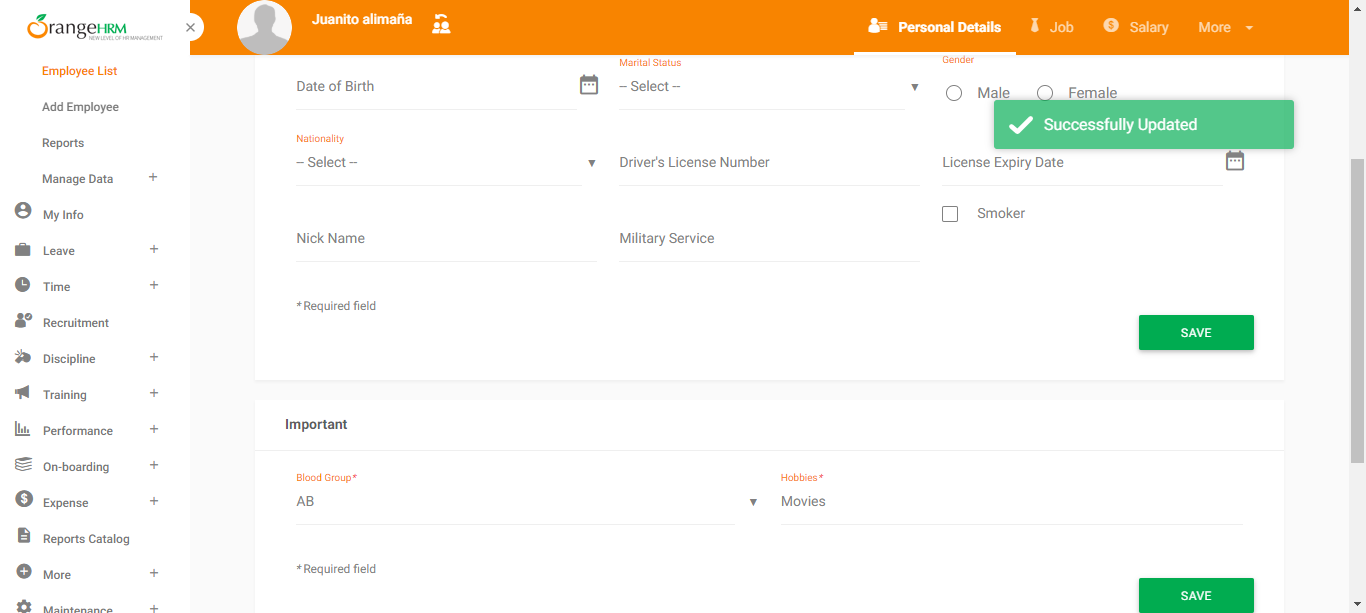 OrangeHRM
NEW LEVEL OF HR MANAGEMENT
Employee List
Add Employee
Reports
Manage Data
My Info
Leave
Time
Recruitment
Discipline
Training
Performance
On-boarding
Expense
Reports Catalog
More
Maintenance
Juanito alimaña
Personal Details
Job
Salary
More
Date of Birth
Marital Status
-- Select --
Gender
Male
Female
Successfully Updated
Nationality
-- Select --
Driver's License Number
License Expiry Date
Nick Name
Military Service
Smoker
* Required field
SAVE
Important
Blood Group*
AB
Hobbies*
Movies
* Required field
SAVE